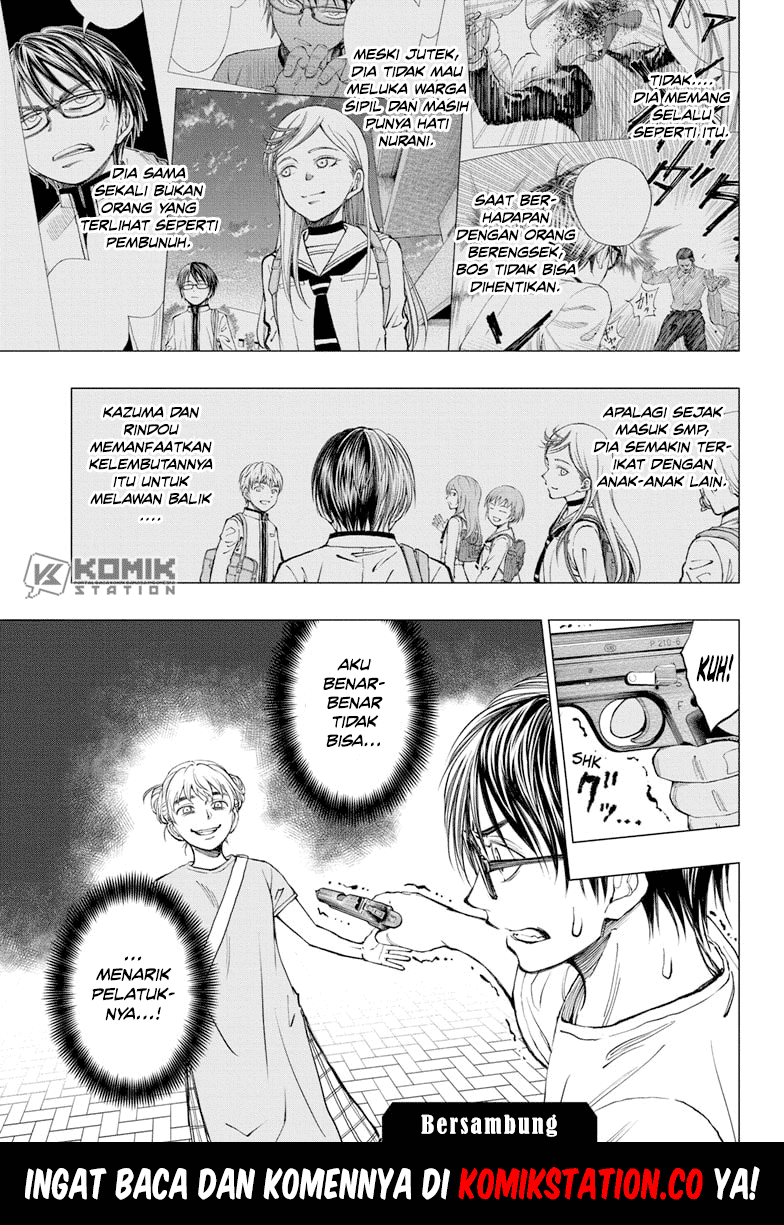 TIDAK....
DIA MEMANG
SELALU
SEPERTI ITU.
SAAT BER-
HADAPAN
DENGAN ORANG
BERENGSEK,
BOS TIDAK BISA
DIHENTIKAN.
MESKI JUTEK,
DIA TIDAK MAU
MELUKA WARGA
SIPIL DAN MASIH
PUNYA HATI
NURANI.
DIA SAMA
SEKALI BUKAN
ORANG YANG
TERLIHAT SEPERTI
PEMBUNUH.
APALAGI SEJAK
MASUK SMP,
DIA SEMAKIN TER-
IKAT DENGAN
ANAK-ANAK LAIN.
KAZUMA DAN
RINDOU
MEMANFAATKAN
KELEMBUTANNYA
ITU UNTUK
MELAWAN BALIK
....
KOMIK
STATION
P 210-6
S
F
KUH!
SHK
グッ...
AKU
BENAR-
BENAR
TIDAK
BISA...
...
MENARIK
PELATUK-
NYA...!
Bersambung
INGAT BACA DAN KOMENNYA DI KOMIKSTATION.CO YA!